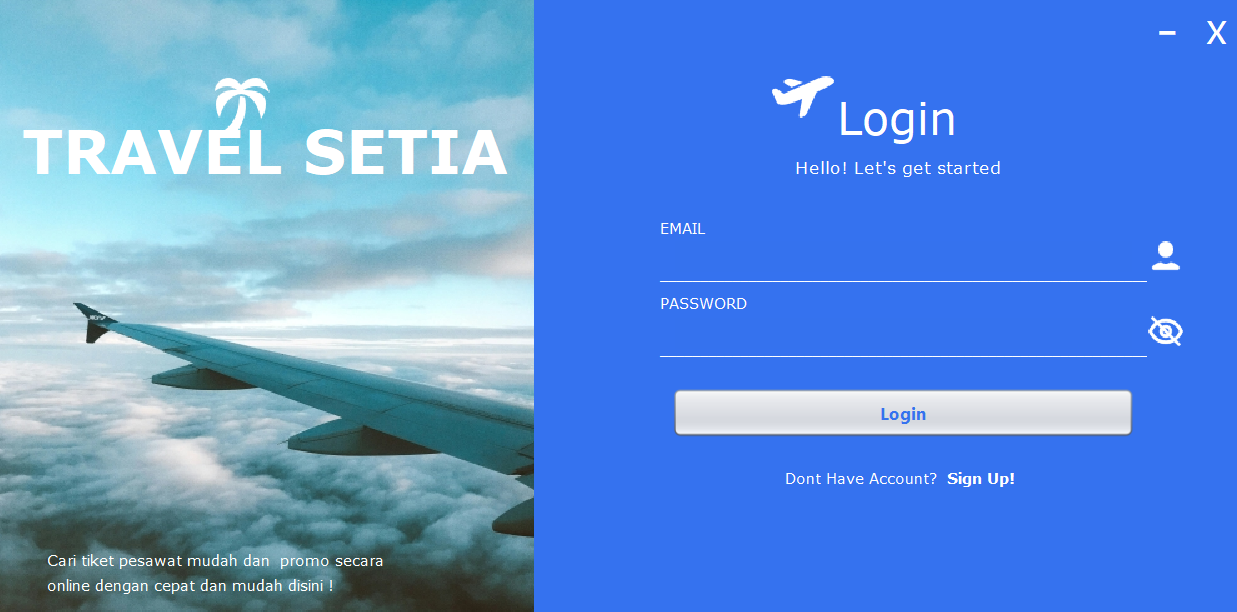 TRAVEL SETIA
Cari tiket pesawat mudah dan  promo secara
online dengan cepat dan mudah disini !
– X
Login
Hello! Let's get started
EMAIL
PASSWORD
Login
Dont Have Account?  Sign Up!